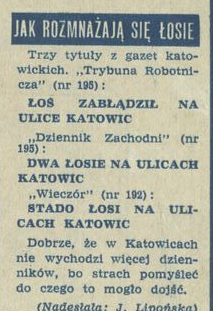 JAK ROZMNAŻAJĄ SIĘ ŁOSIE
Trzy tytuły z gazet kato-
wickich. „Trybuna Robotni-
cza” (nr 195):
ŁOŚ ZABŁĄDZIŁ NA
ULICE KATOWIC
„Dziennik Zachodni” (nr
195):
DWA ŁOSIE NA ULICACH
KATOWIC
„Wieczór” (nr 192):
STADO ŁOSI NA ULI-
CACH KATOWIC
Dobrze, że w Katowicach
nie wychodzi więcej dzien-
ników, bo strach pomyśleć
do czego to mogło dojść.
(Nadesłała: J. Lipońska)